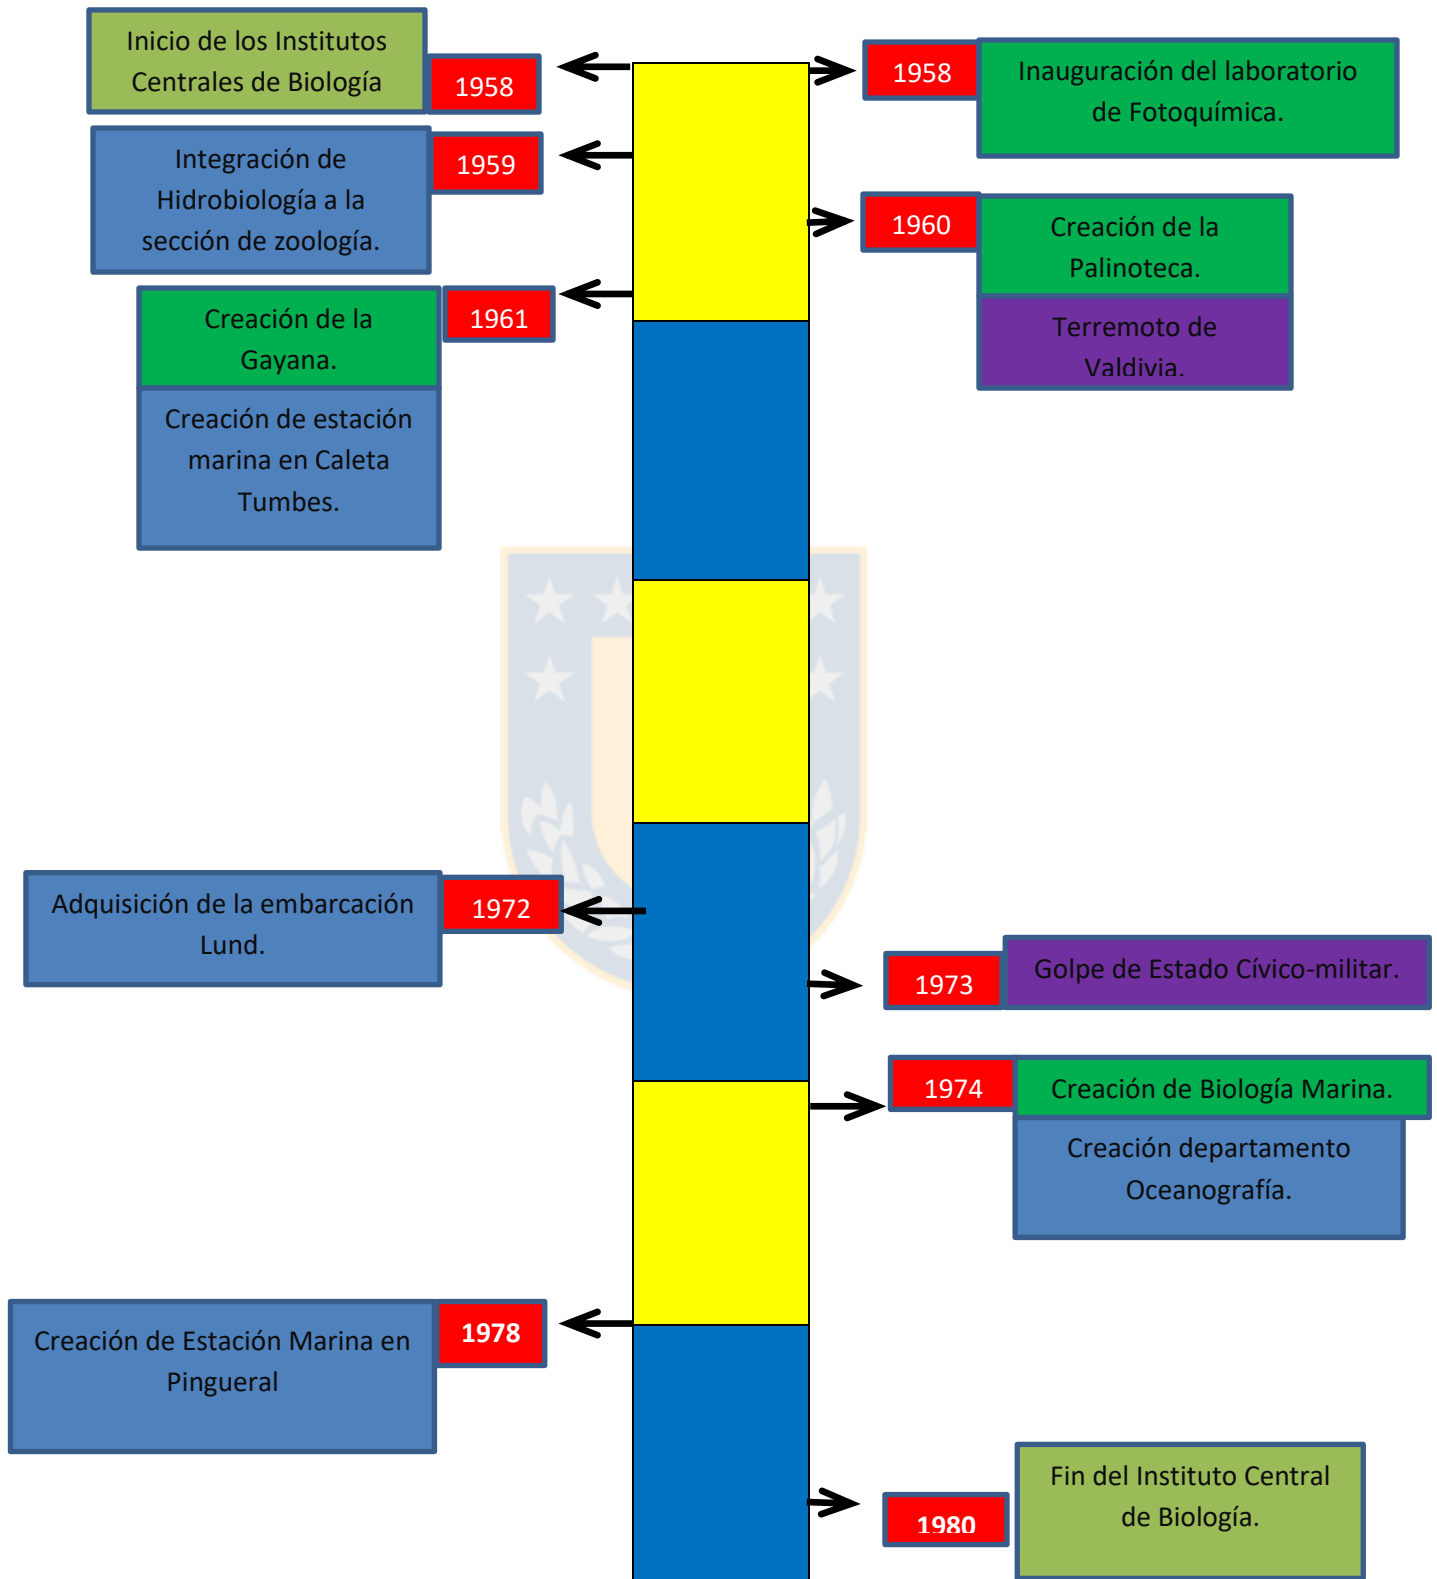 Inicio de los Institutos
Centrales de Biología
1958
1958
Inauguración del laboratorio
de Fotoquímica.
Integración de
Hidrobiología a la
sección de zoología.
1959
1960
Creación de la
Palinoteca.
Terremoto de
Valdivia.
Creación de la
Gayana.
1961
Creación de estación
marina en Caleta
Tumbes.
Adquisición de la embarcación
Lund.
1972
1973
Golpe de Estado Cívico-militar.
1974
Creación de Biología Marina.
Creación departamento
Oceanografía.
Creación de Estación Marina en
Pingueral
1978
1980
Fin del Instituto Central
de Biología.